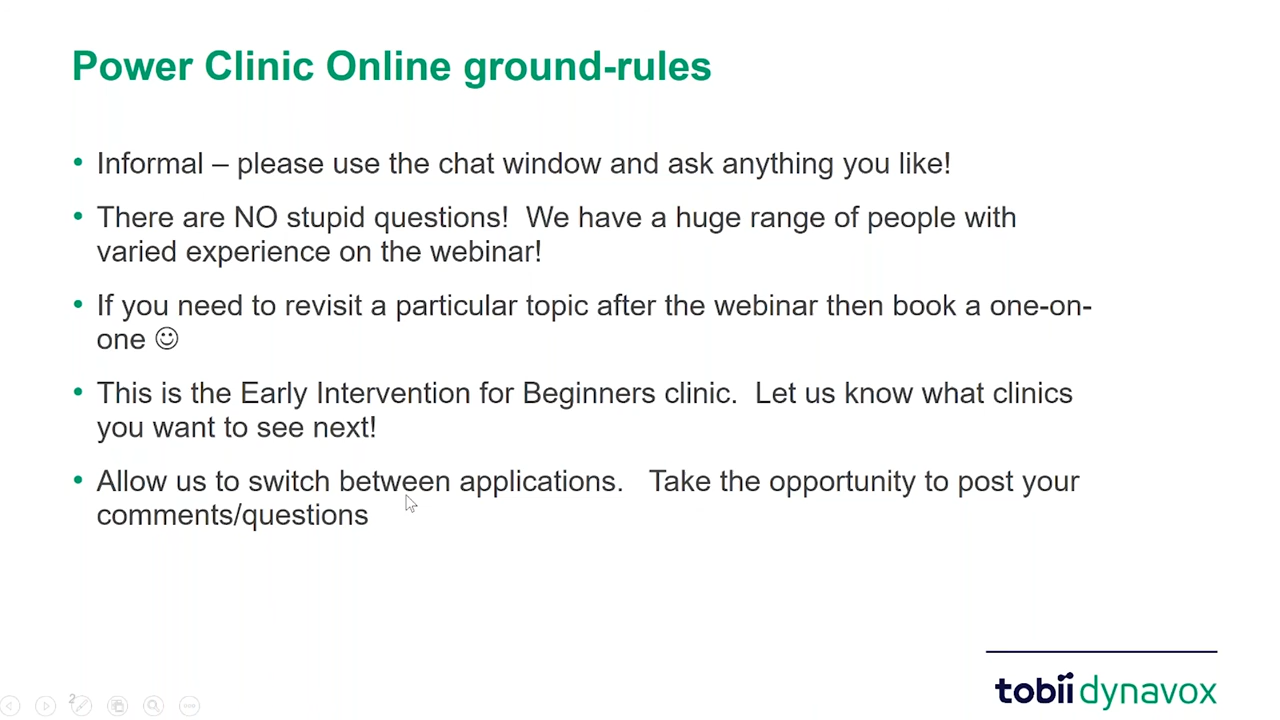 Power Clinic Online ground-rules
• Informal – please use the chat window and ask anything you like!
• There are NO stupid questions!  We have a huge range of people with
varied experience on the webinar!
• If you need to revisit a particular topic after the webinar then book a one-on-
one ☺
• This is the Early Intervention for Beginners clinic.  Let us know what clinics
you want to see next!
• Allow us to switch between applications.   Take the opportunity to post your
comments/questions
2
tobii dynavox